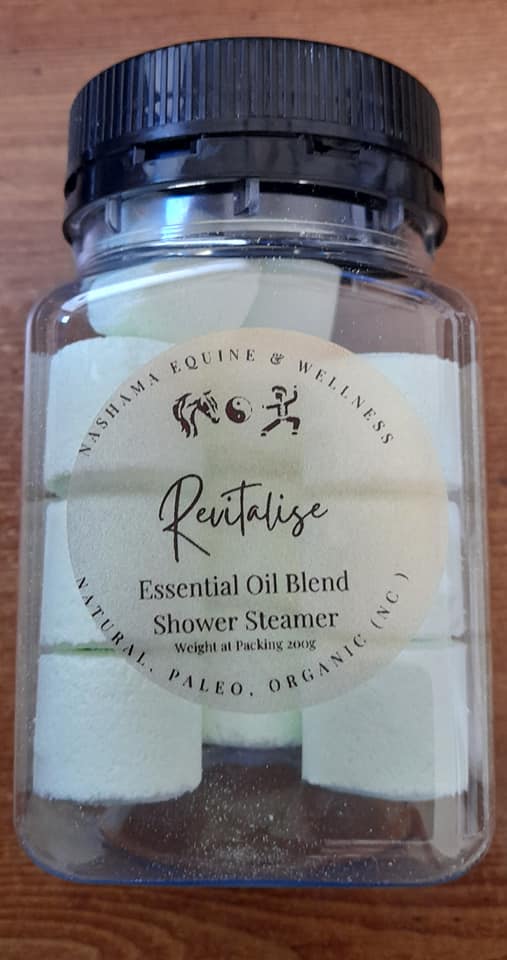 NASHAMA EQUINE & WELLNESS
Revitalise
Essential Oil Blend
Shower Steamer
Weight at Packing 200g
NATURAL, PALEO, ORGANIC (NC )